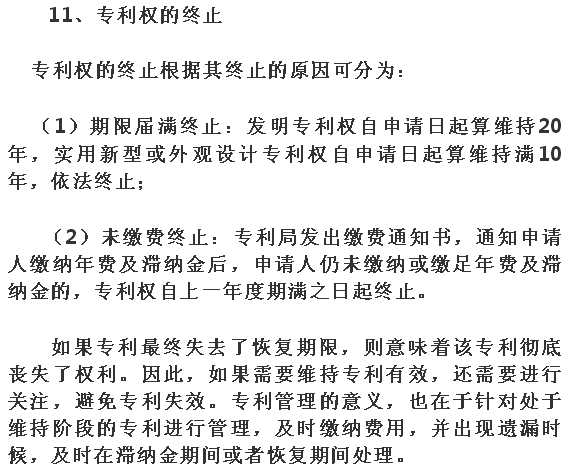 11、专利权的终止
专利权的终止根据其终止的原因可分为：
（1）期限届满终止：发明专利权自申请日起算维持20
年，实用新型或外观设计专利权自申请日起算维持满10
年，依法终止；
（2）未缴费终止：专利局发出缴费通知书，通知申请
人缴纳年费及滞纳金后，申请人仍未缴纳或缴足年费及滞
纳金的，专利权自上一年度期满之日起终止。
如果专利最终失去了恢复期限，则意味着该专利彻底
丧失了权利。因此，如果需要维持专利有效，还需要进行
关注，避免专利失效。专利管理的意义，也在于针对处于
维持阶段的专利进行管理，及时缴纳费用，并出现遗漏时
候，及时在滞纳金期间或者恢复期间处理。